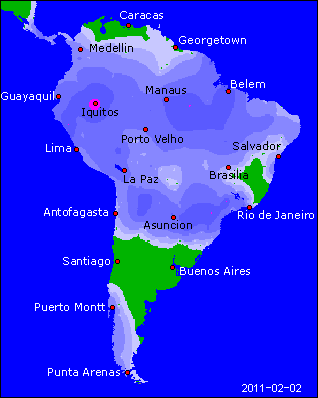 Caracas
Georgetown
Medellin
Guayaquil
Manaus
Belem
Iquitos
Porto Velho
Lima
Salvador
La Paz
Brasilia
Antofagasta
Rio de Janeiro
Asuncion
Santiago
Buenos Aires
Puerto Montt
Punta Arenas
2011-02-02